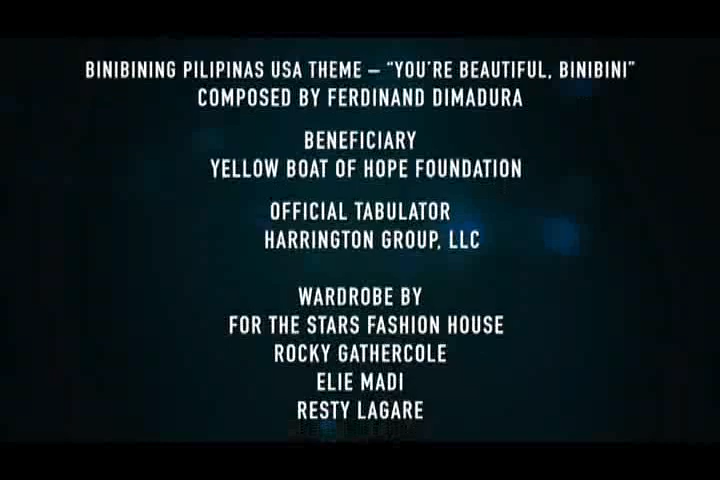 BINIBINING PILIPINAS USA THEME – “YOU’RE BEAUTIFUL, BINIBINI”
COMPOSED BY FERDINAND DIMADURA
BENEFICIARY
YELLOW BOAT OF HOPE FOUNDATION
OFFICIAL TABULATOR
HARRINGTON GROUP, LLC
WARDROBE BY
FOR THE STARS FASHION HOUSE
ROCKY GATHERCOLE
ELIE MADI
RESTY LAGARE